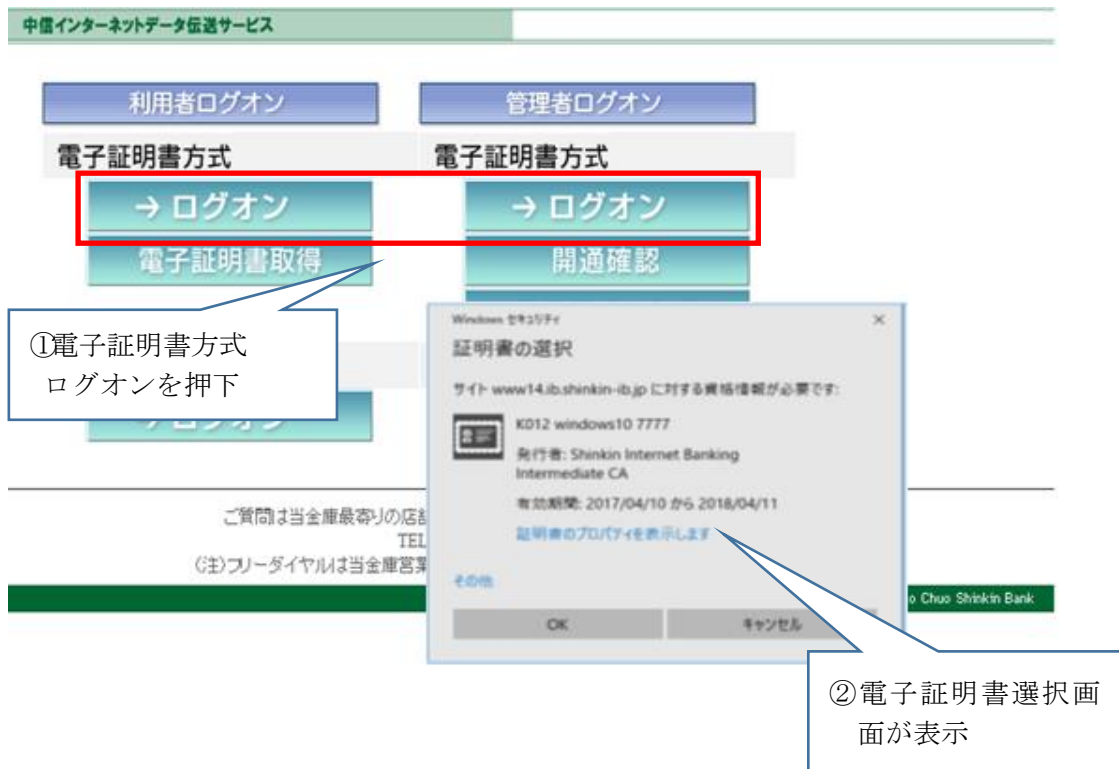 中信インターネットデータ伝送サービス
利用者ログオン
管理者ログオン
電子証明書方式
電子証明書方式
→ ログオン
→ ログオン
電子証明書取得
開通確認
①電子証明書方式
ログオンを押下
→ ログオン
Windows セキュリティ
×
証明書の選択
サイト www14.ib.shinkin-ib.jp に対する資格情報が必要です:
K012 windows10 7777
発行者: Shinkin Internet Banking
Intermediate CA
有効期間: 2017/04/10 から 2018/04/11
証明書のプロパティを表示します
その他
OK
キャンセル
ご質問は当金庫最寄りの店舗
TEL
(注)フリーダイヤルは当金庫営業
o Chuo Shinkin Bank
②電子証明書選択画
面が表示